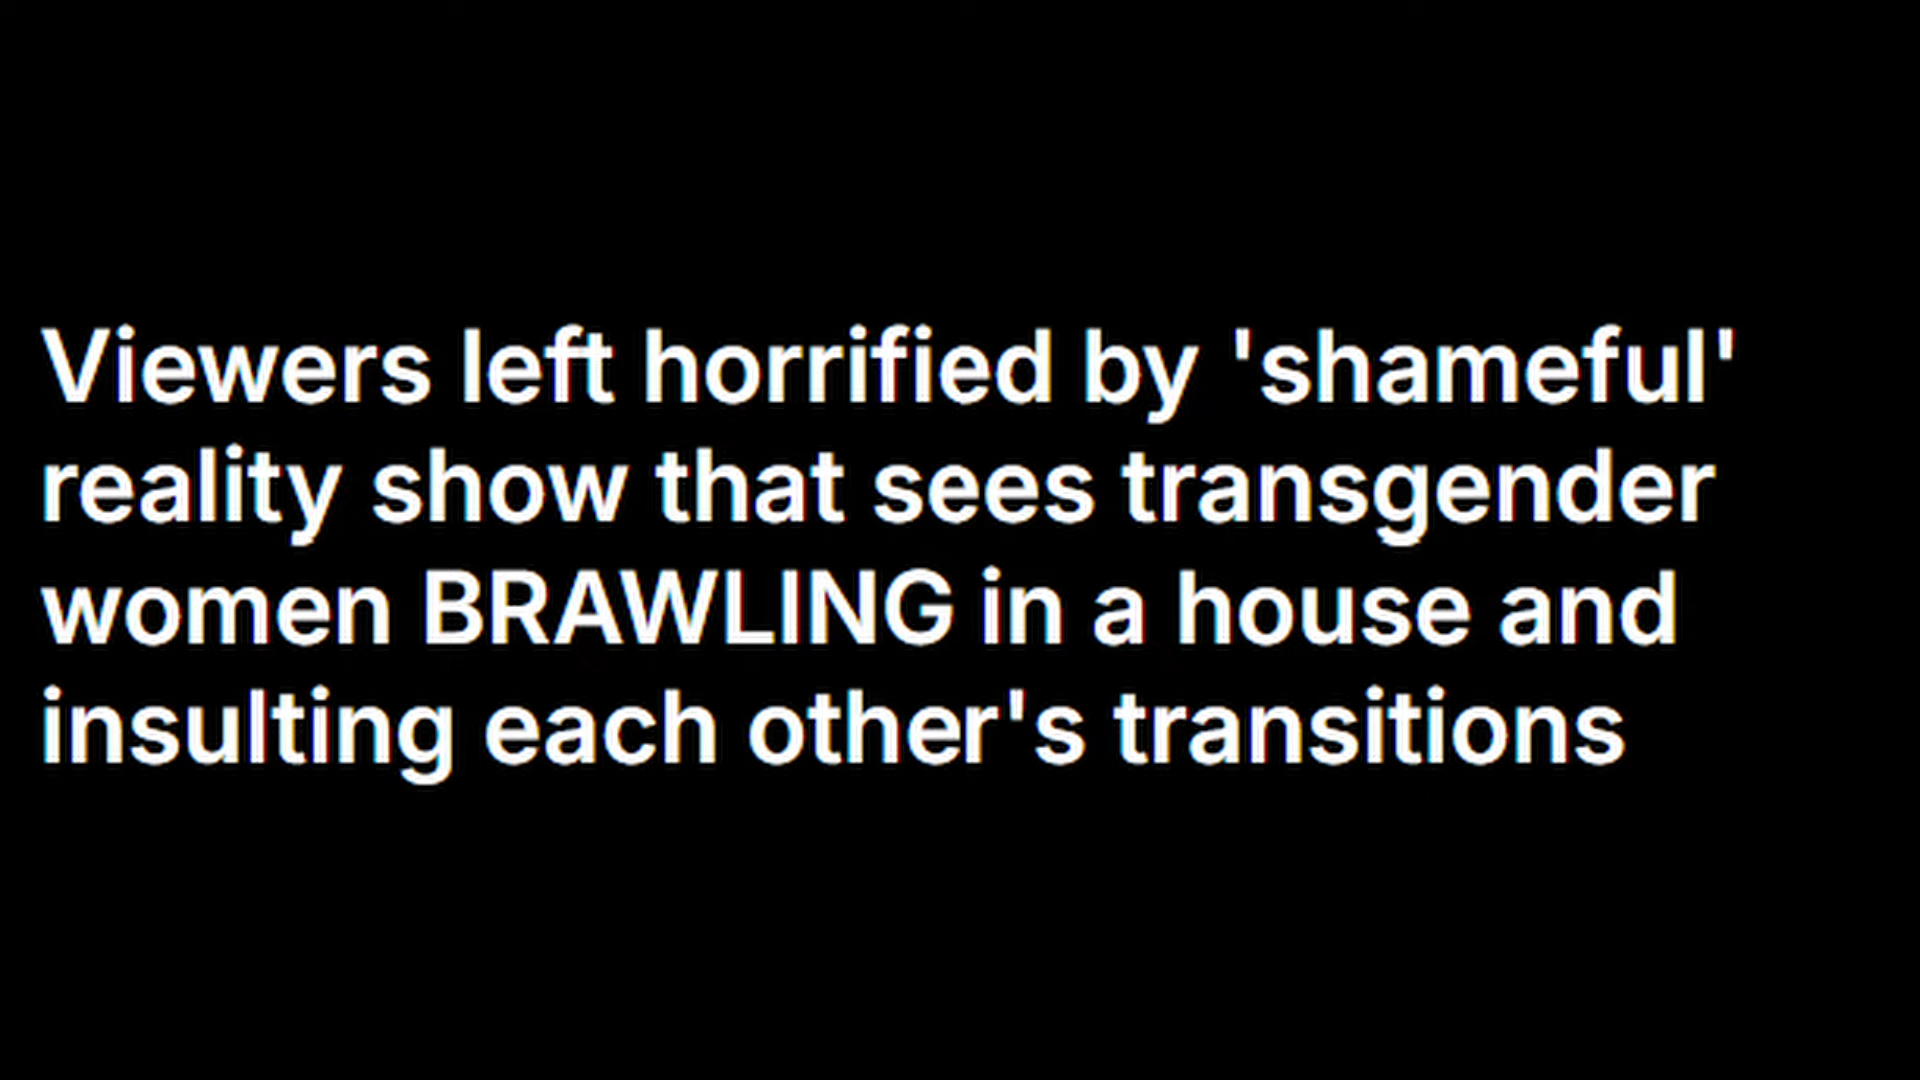 Viewers left horrified by 'shameful'
reality show that sees transgender
women BRAWLING in a house and
insulting each other's transitions